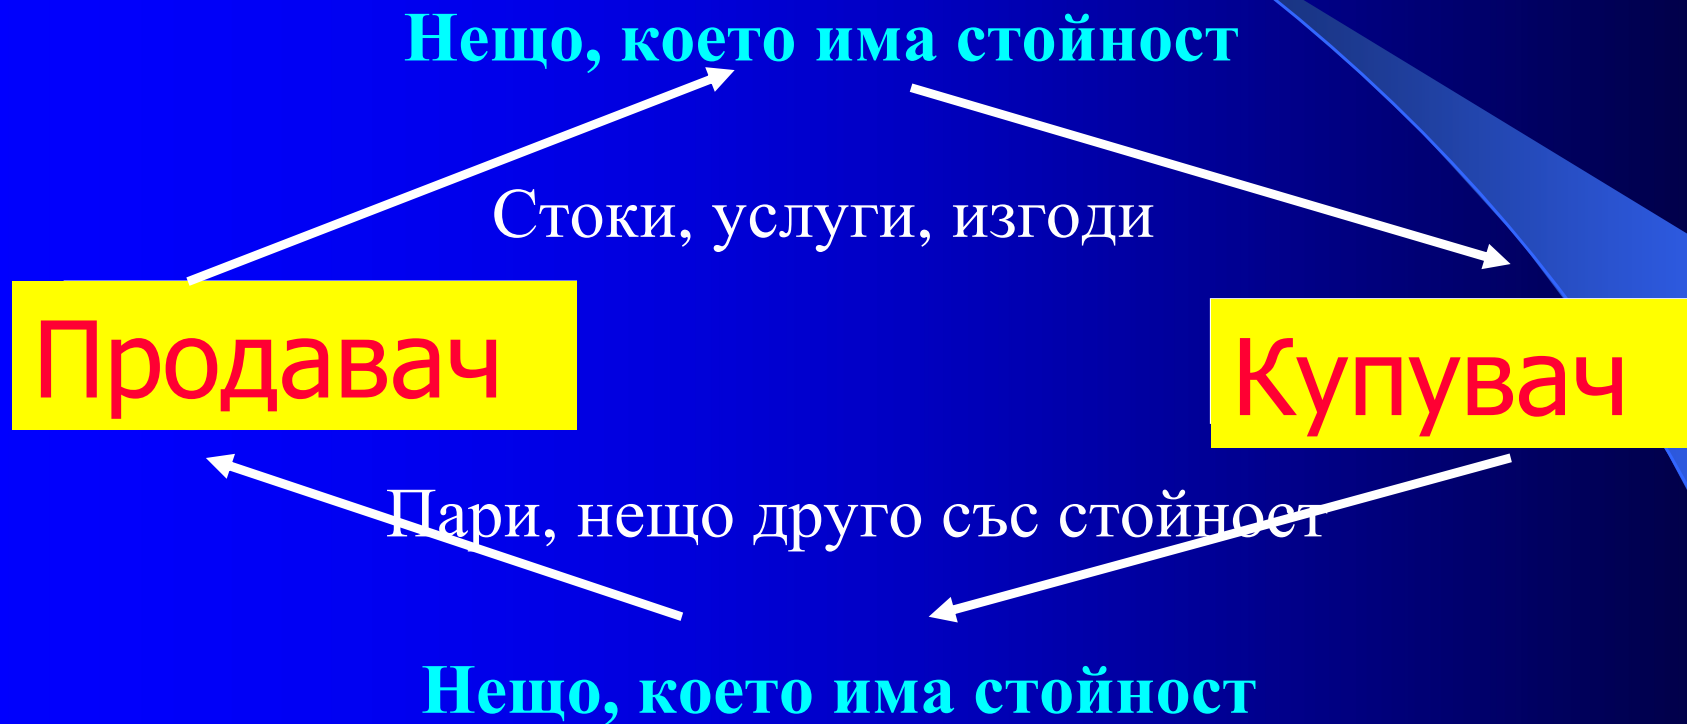 Нещо, което има стойност
Стоки, услуги, изгоди
Продавач
Купувач
Пари, нещо друго със стойност
Нещо, което има стойност